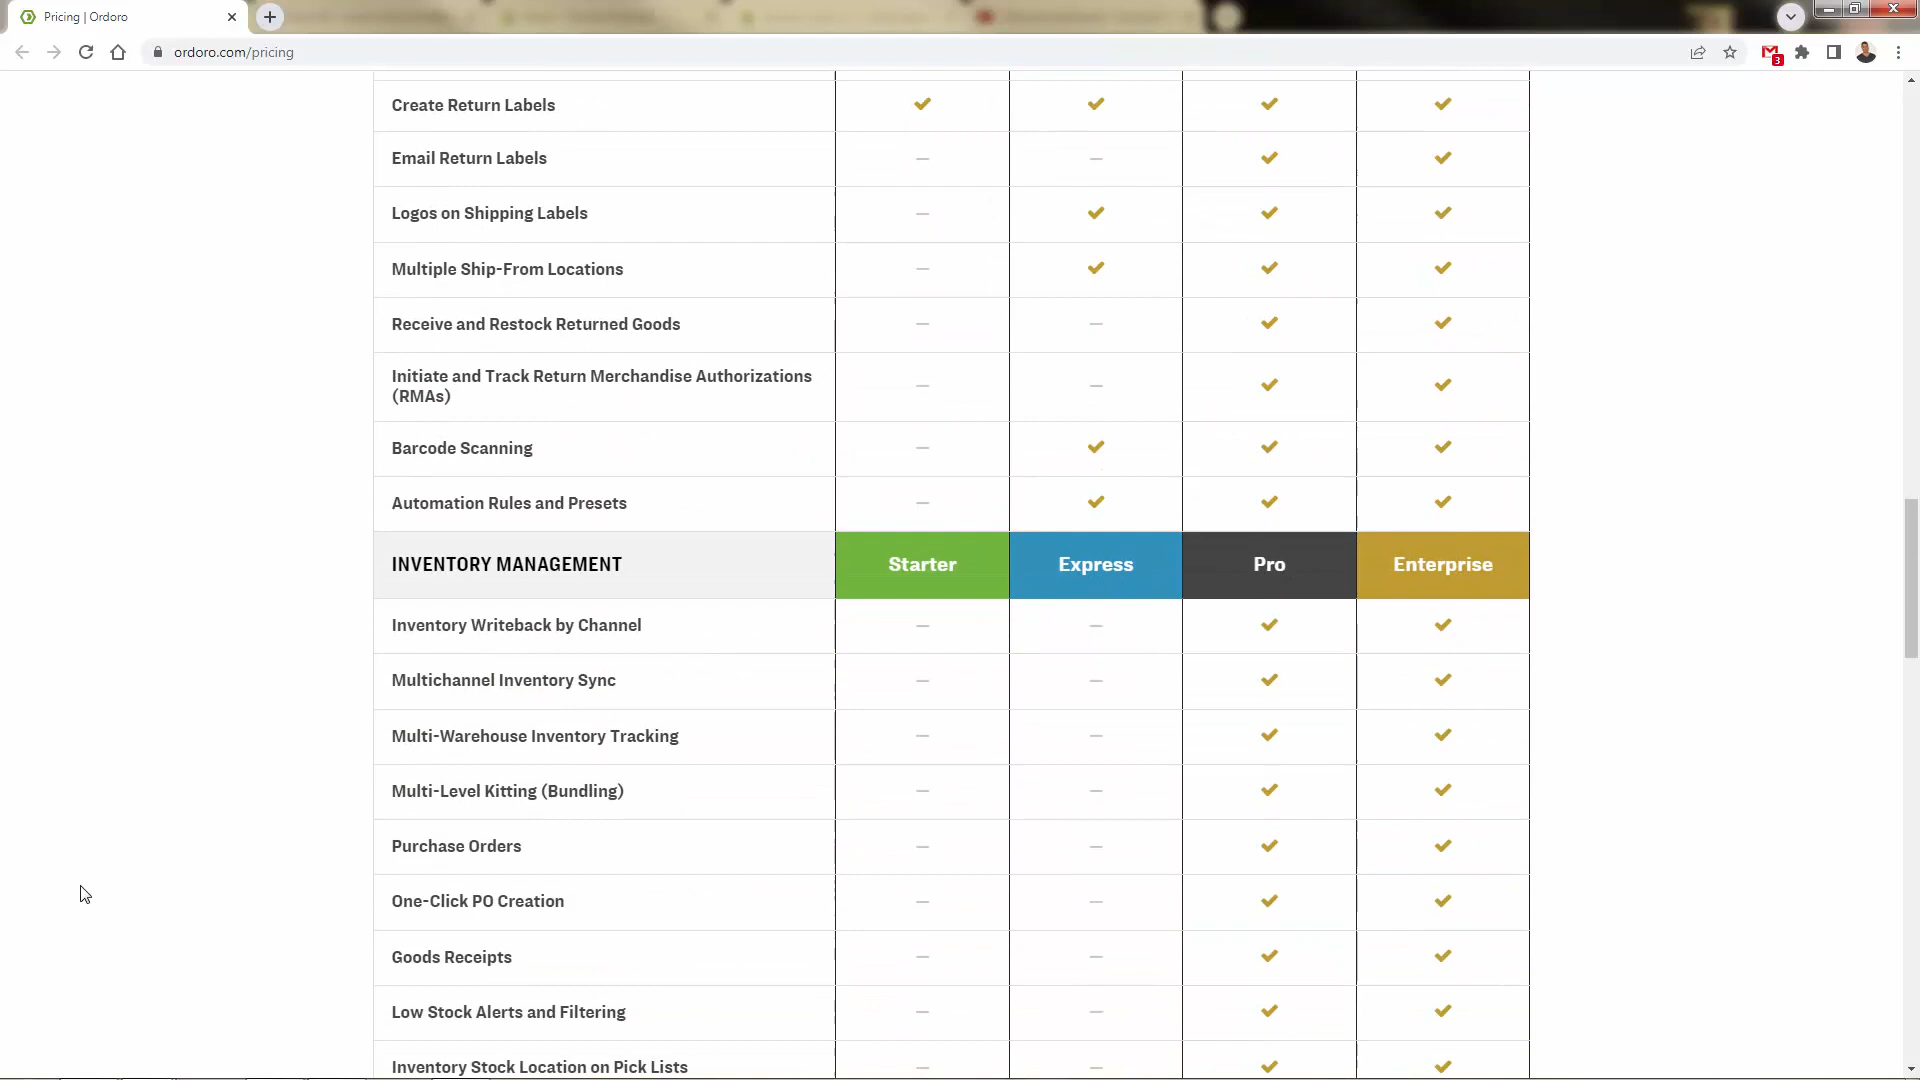 Pricing | Ordoro
ordoro.com/pricing
3
Create Return Labels
Email Return Labels
Logos on Shipping Labels
Multiple Ship-From Locations
Receive and Restock Returned Goods
Initiate and Track Return Merchandise Authorizations
(RMAs)
Barcode Scanning
Automation Rules and Presets
INVENTORY MANAGEMENT Starter Express Pro Enterprise
Inventory Writeback by Channel
Multichannel Inventory Sync
Multi-Warehouse Inventory Tracking
Multi-Level Kitting (Bundling)
Purchase Orders
One-Click PO Creation
Goods Receipts
Low Stock Alerts and Filtering
Inventory Stock Location on Pick Lists